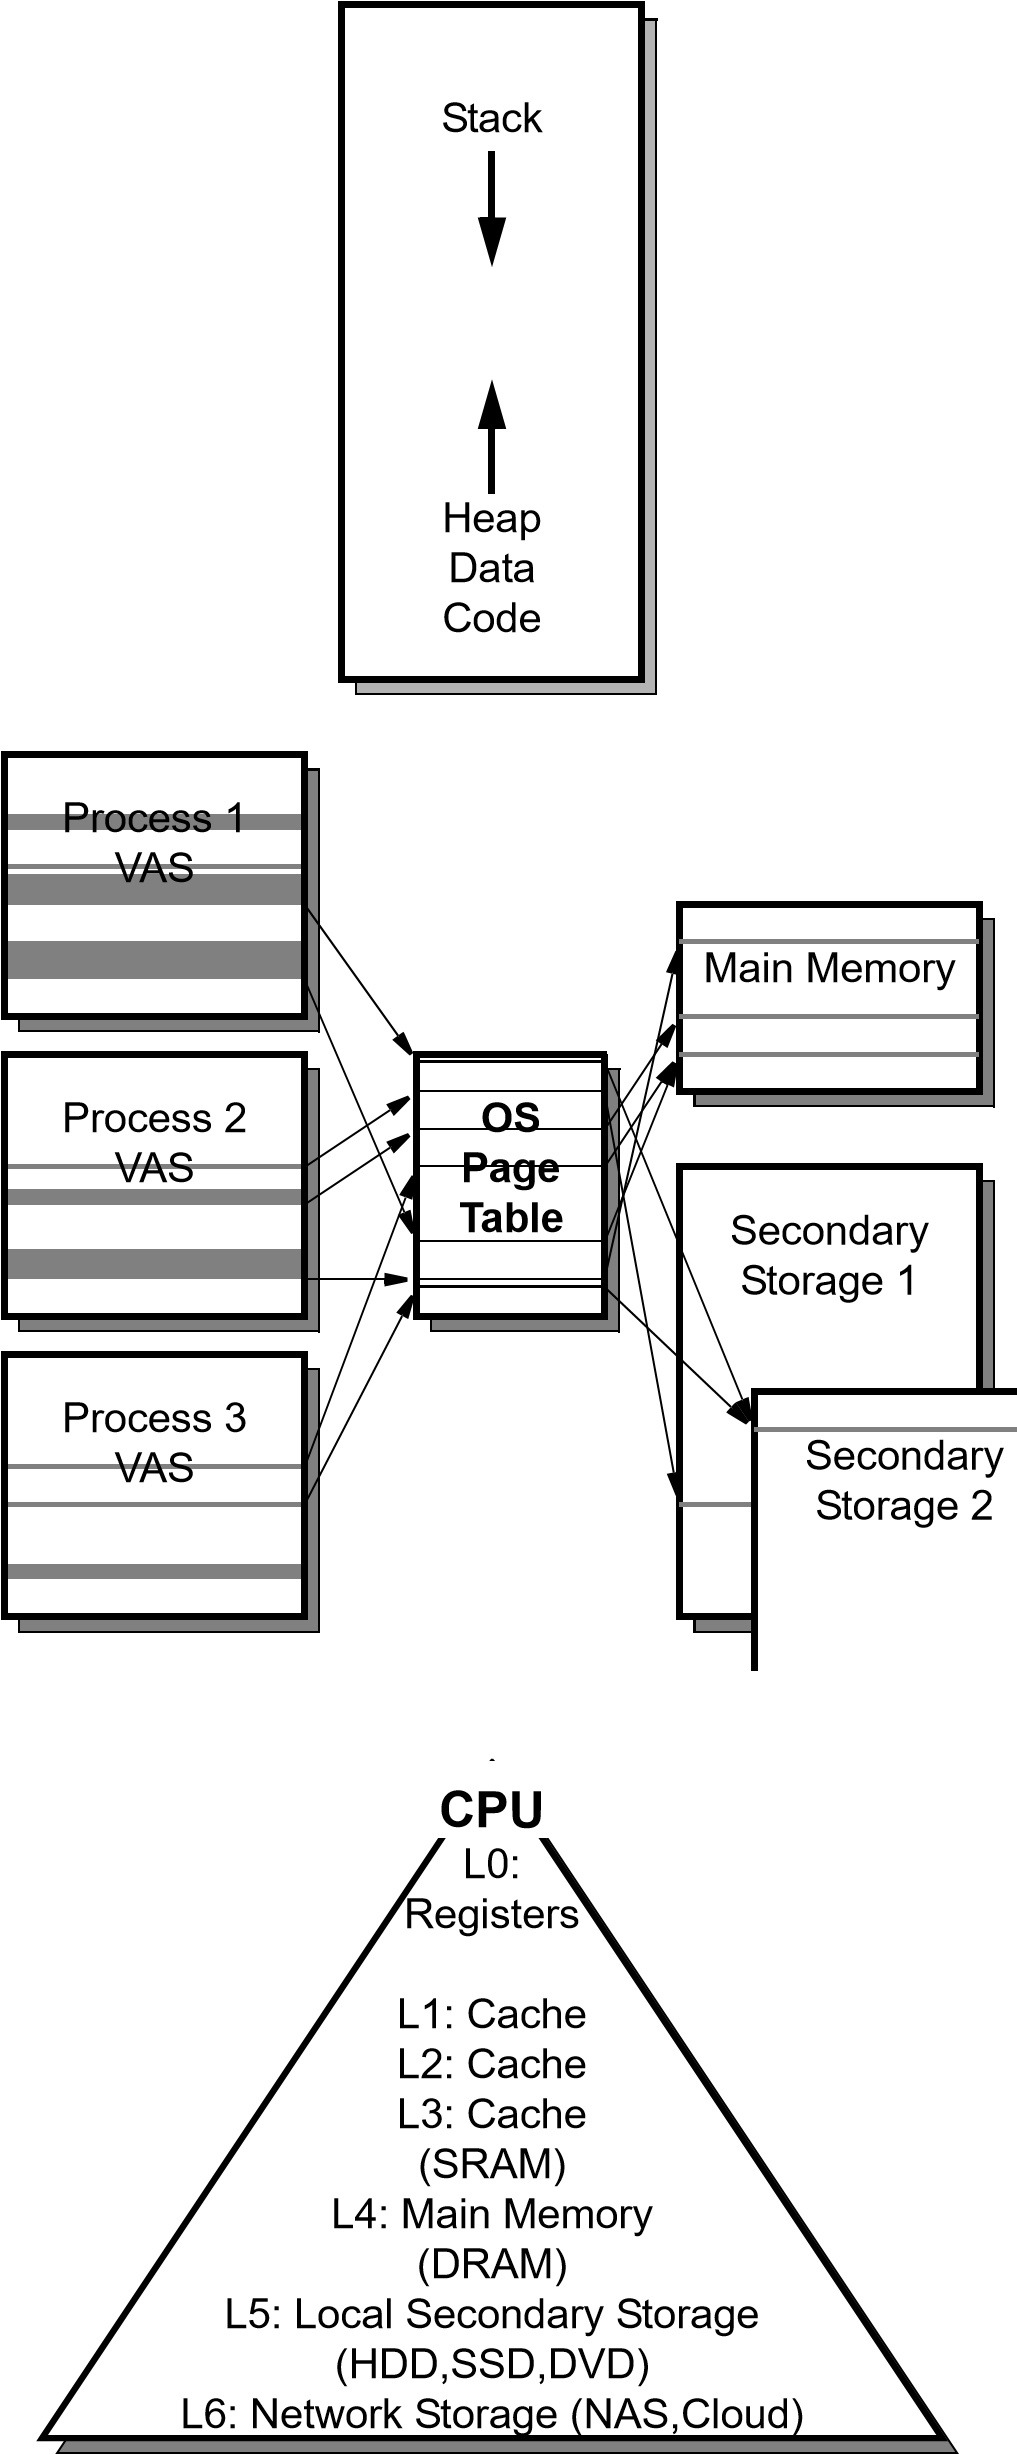 Stack
Heap
Data
Code
Process 1
VAS
Main Memory
Process 2
VAS
OS
Page
Table
Secondary
Storage 1
Process 3
VAS
Secondary
Storage 2
CPU
L0:
Registers
L1: Cache
L2: Cache
L3: Cache
(SRAM)
L4: Main Memory
(DRAM)
L5: Local Secondary Storage
(HDD,SSD,DVD)
L6: Network Storage (NAS,Cloud)